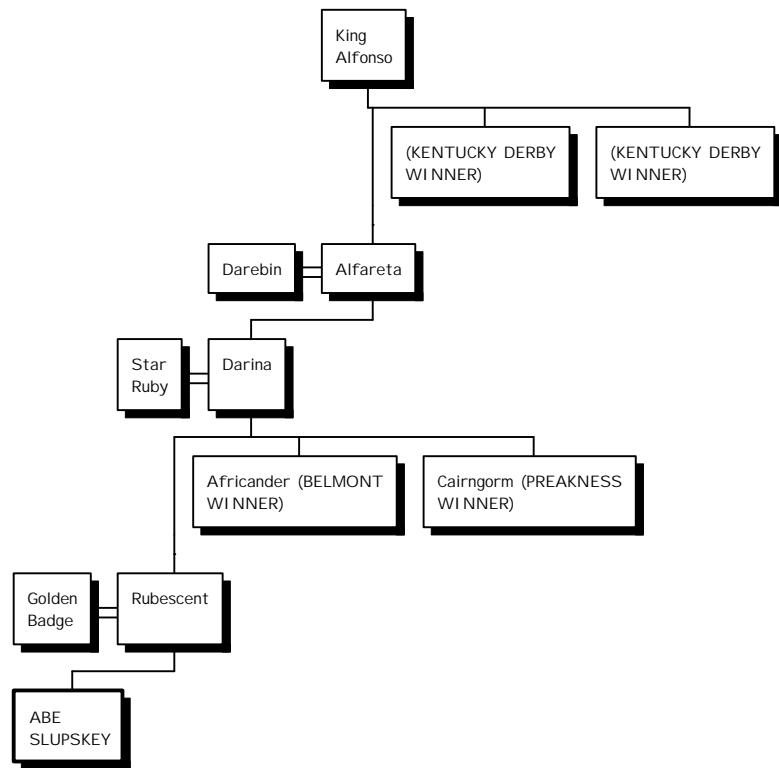 King
Alfonso
(KENTUCKY DERBY
WINNER)
(KENTUCKY DERBY
WINNER)
Darebin
Alfareta
Star
Ruby
Darina
Africander (BELMONT
WINNER)
Cairngorm (PREAKNESS
WINNER)
Golden
Badge
Rubescent
ABE
SLUPSKEY